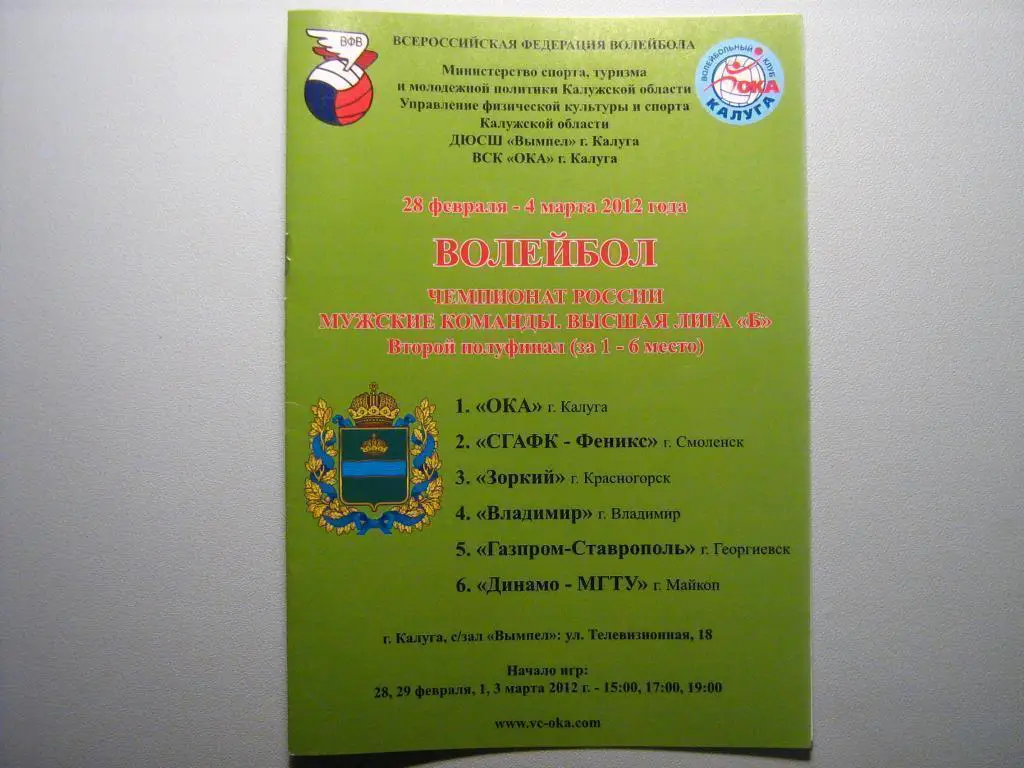 ВФВ
ВСЕРОССИЙСКАЯ ФЕДЕРАЦИЯ ВОЛЕЙБОЛА
ВОЛЕЙБОЛЬНЫЙ КЛУБ
ОКА
КАЛУГА
Министерство спорта, туризма
и молодежной политики Калужской области
Управление физической культуры и спорта
Калужской области
ДЮСШ «Вымпел» г. Калуга
ВСК «ОКА» г. Калуга
28 февраля - 4 марта 2012 года
ВОЛЕЙБОЛ
ЧЕМПИОНАТ РОССИИ
МУЖСКИЕ КОМАНДЫ. ВЫСШАЯ ЛИГА «Б»
Второй полуфинал (за 1 - 6 место)
1. «ОКА» г. Калуга
2. «СГАФК - Феникс» г. Смоленск
3. «Зоркий» г. Красногорск
4. «Владимир» г. Владимир
5. «Газпром-Ставрополь» г. Георгиевск
6. «Динамо - МГТУ» г. Майкоп
г. Калуга, с/зал «Вымпел»: ул. Телевизионная, 18
Начало игр:
28, 29 февраля, 1, 3 марта 2012 г. - 15:00, 17:00, 19:00
www.vc-oka.com